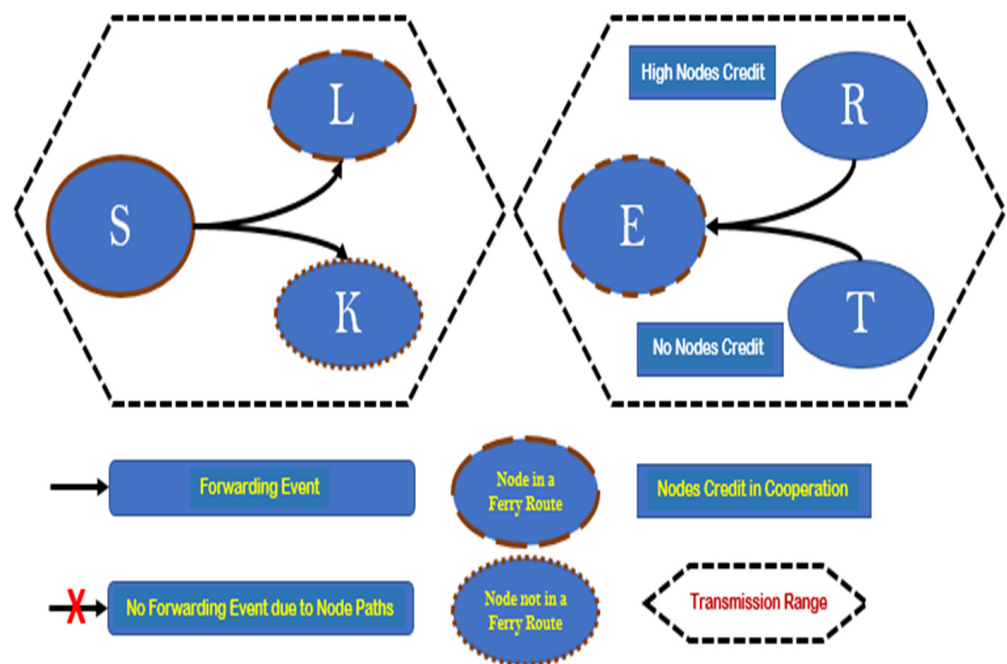 L
S
K
High Nodes Credit
R
E
No Nodes Credit
T
Forwarding Event
Node in a
Ferry Route
Nodes Credit in Cooperation
No Forwarding Event due to Node Paths
X
Node not in a
Ferry Route
Transmission Range